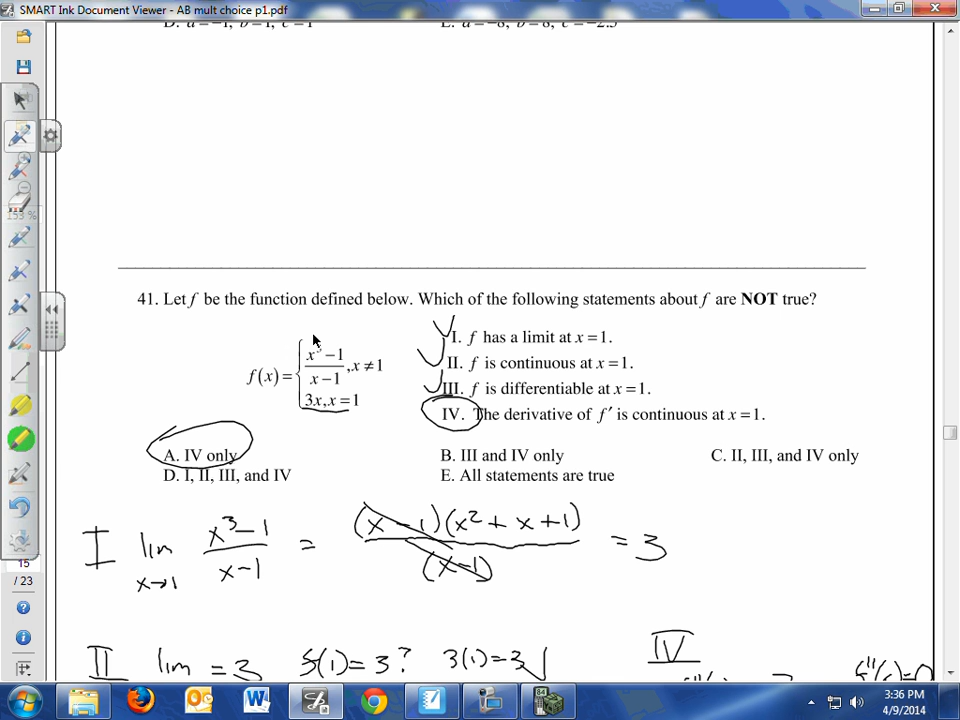 SMART Ink Document Viewer - AB mult choice p1.pdf
153 %
41. Let f be the function defined below. Which of the following statements about f are NOT true?
f(x) = { x³ − 1 / x − 1 , x ≠ 1
3x, x = 1
I. f has a limit at x = 1.
II. f is continuous at x = 1.
III. f is differentiable at x = 1.
IV. The derivative of f′ is continuous at x = 1.
A. IV only
B. III and IV only
C. II, III, and IV only
D. I, II, III, and IV
E. All statements are true
I lim x→1 x³−1 / x−1 = (x−1)(x²+x+1) / (x−1) = 3
II lim = 3 f(1)=3? 3(1)=3
IV
15
/ 23
3:36 PM
4/9/2014